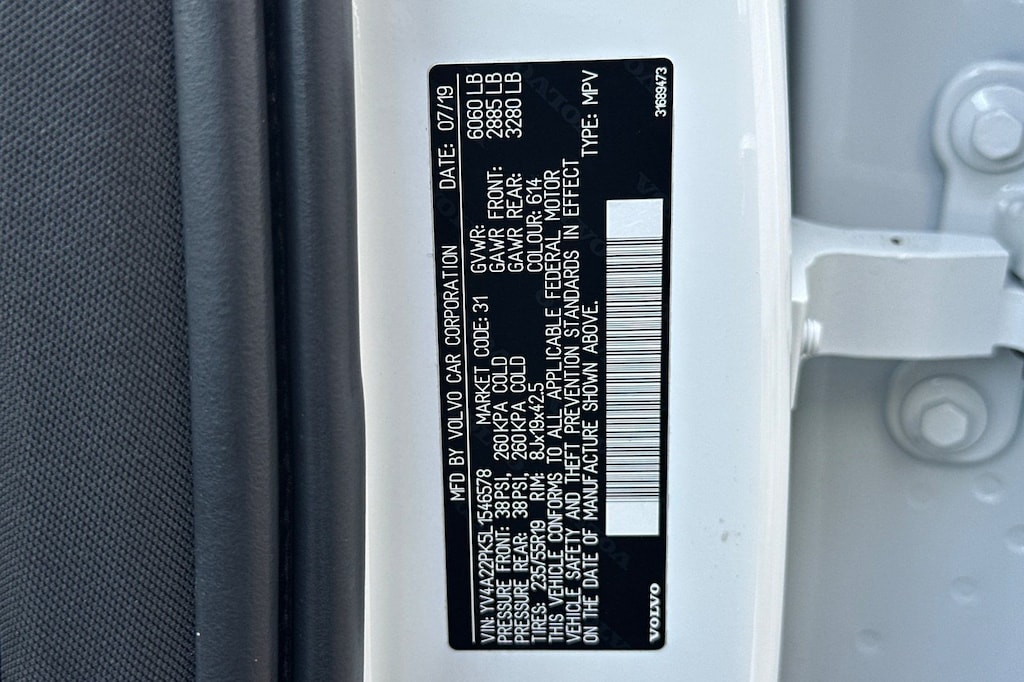 MFD BY VOLVO CAR CORPORATION DATE: 07/19
VIN: YV4A22PK5L1546578 MARKET CODE: 31 GVWR: 6060 LB
PRESSURE FRONT: 38PSI, 260KPA COLD GAWR FRONT: 2885 LB
PRESSURE REAR: 38PSI, 260KPA COLD GAWR REAR: 3280 LB
TIRES: 235/55R19 RIM: 8Jx19x42.5 COLOUR: 614
THIS VEHICLE CONFORMS TO ALL APPLICABLE FEDERAL MOTOR
VEHICLE SAFETY AND THEFT PREVENTION STANDARDS IN EFFECT
ON THE DATE OF MANUFACTURE SHOWN ABOVE. TYPE: MPV
VOLVO 31689473